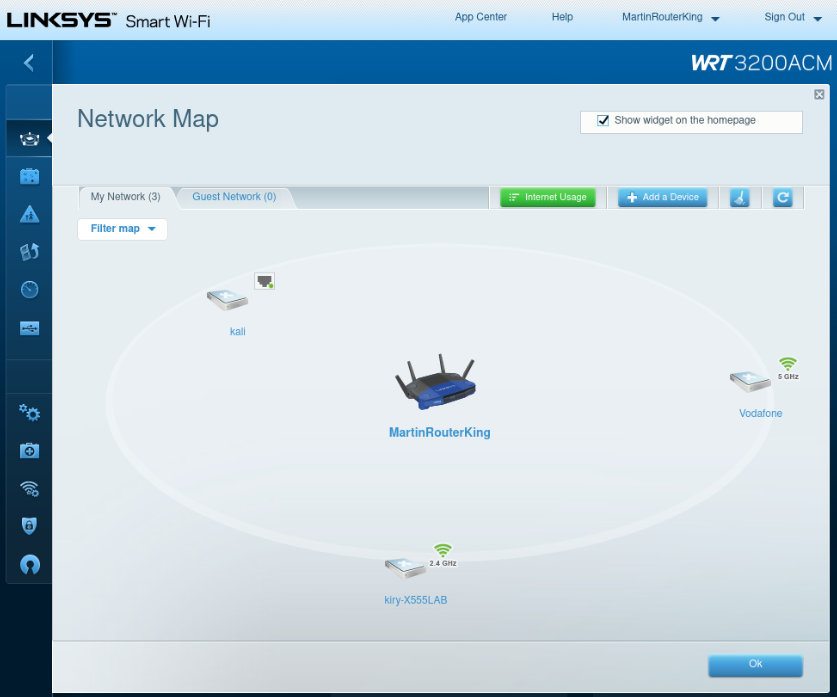 LINKSYS™ Smart Wi-Fi
App Center Help MartinRouterKing Sign Out
WRT3200ACM
Network Map
Show widget on the homepage
My Network (3) Guest Network (0) Internet Usage Add a Device
Filter map
kali
5 GHz
Vodafone
MartinRouterKing
2.4 GHz
kiry-X555LAB
Ok